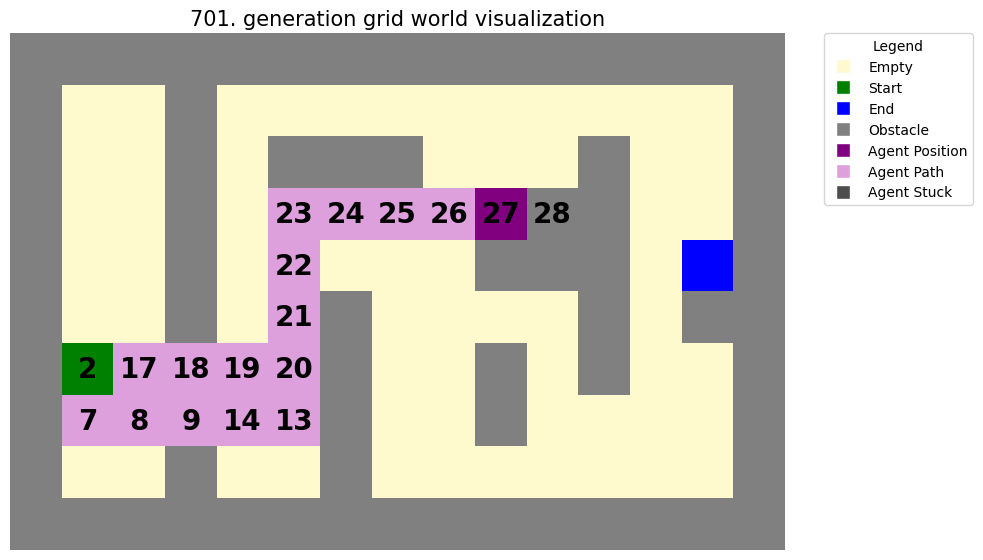 701. generation grid world visualization
Legend
Empty
Start
End
Obstacle
Agent Position
Agent Path
Agent Stuck
23 24 25 26 27 28
22
21
2 17 18 19 20
7 8 9 14 13